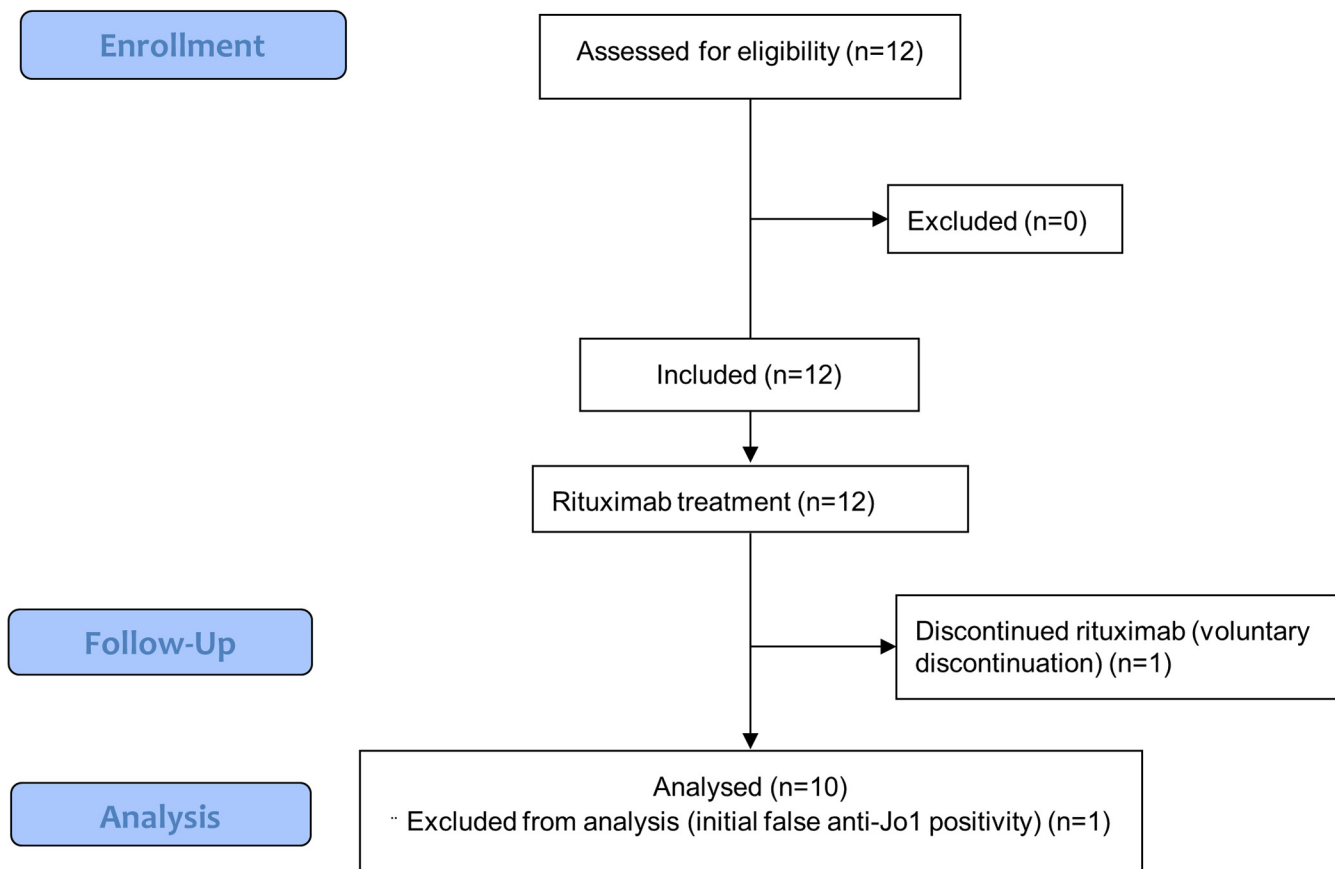 Enrollment
Assessed for eligibility (n=12)
Excluded (n=0)
Included (n=12)
Rituximab treatment (n=12)
Follow-Up
Discontinued rituximab (voluntary
discontinuation) (n=1)
Analysis
Analysed (n=10)
¨ Excluded from analysis (initial false anti-Jo1 positivity) (n=1)